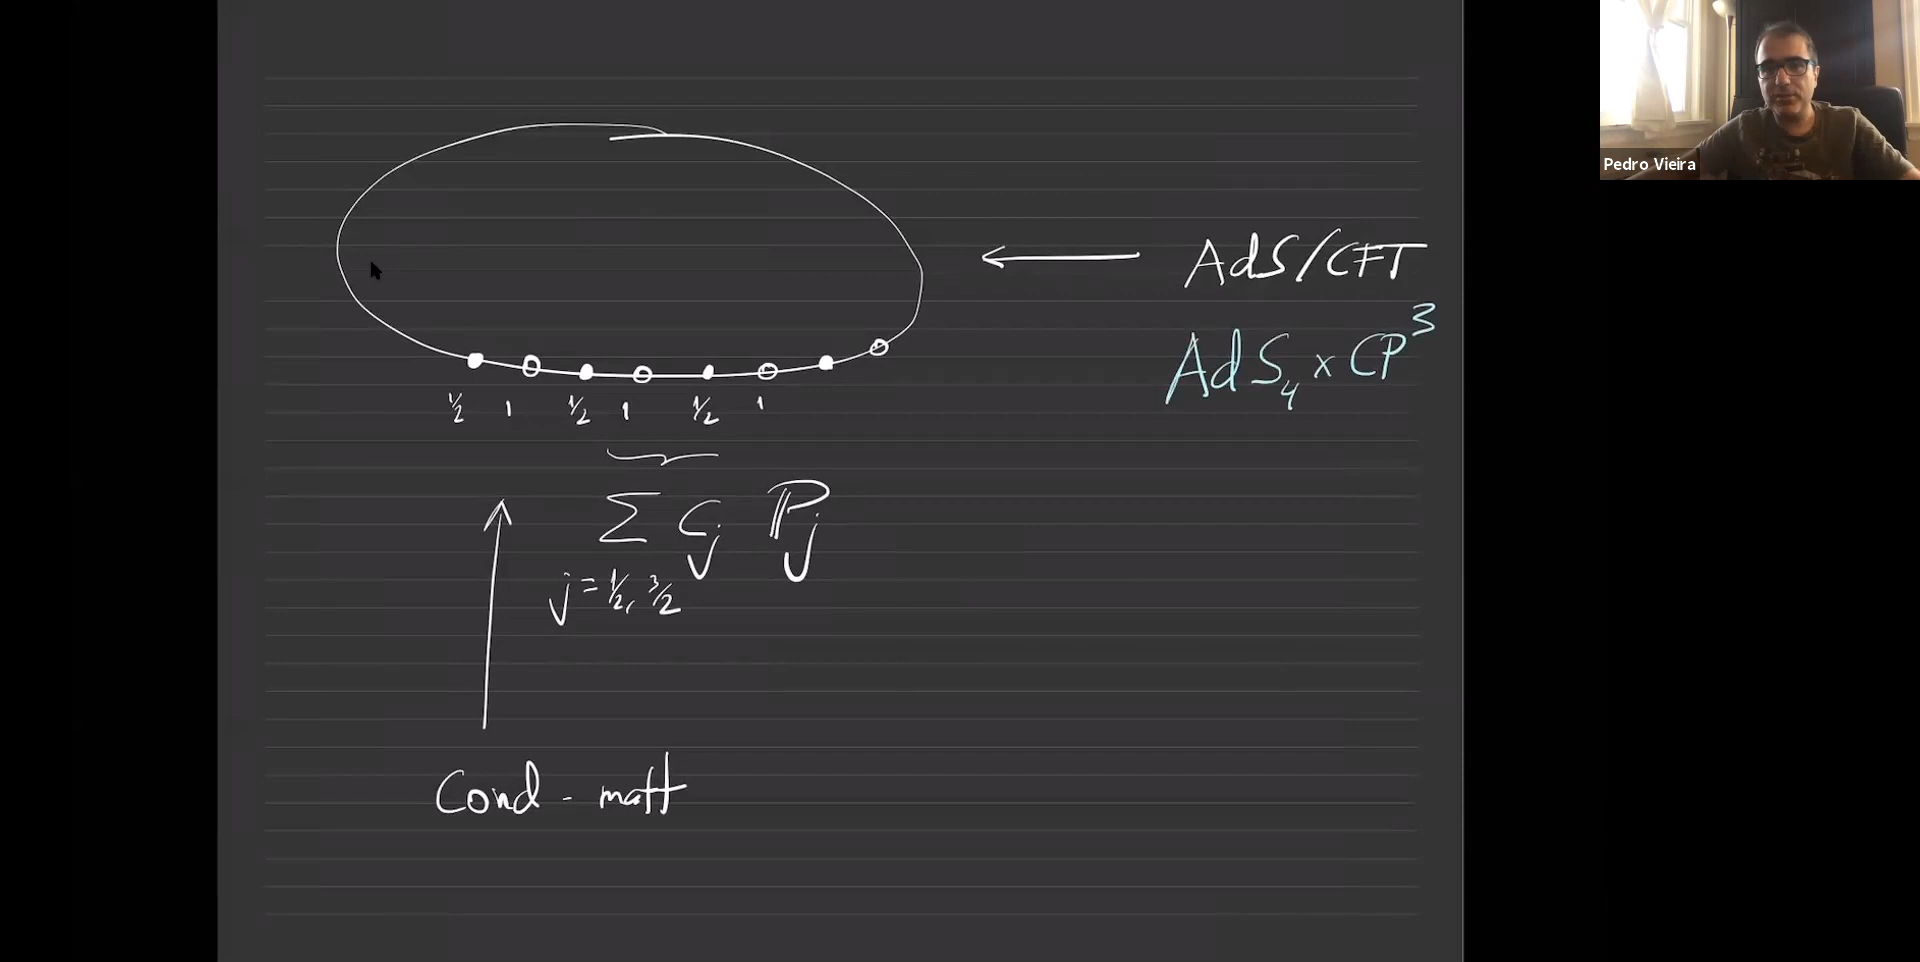 Pedro Vieira
AdS/CFT
AdS₄ x CP³
½ 1 ½ 1 ½ 1
Σ Cj ℙj
j = ½, 3/2
Cond - matt